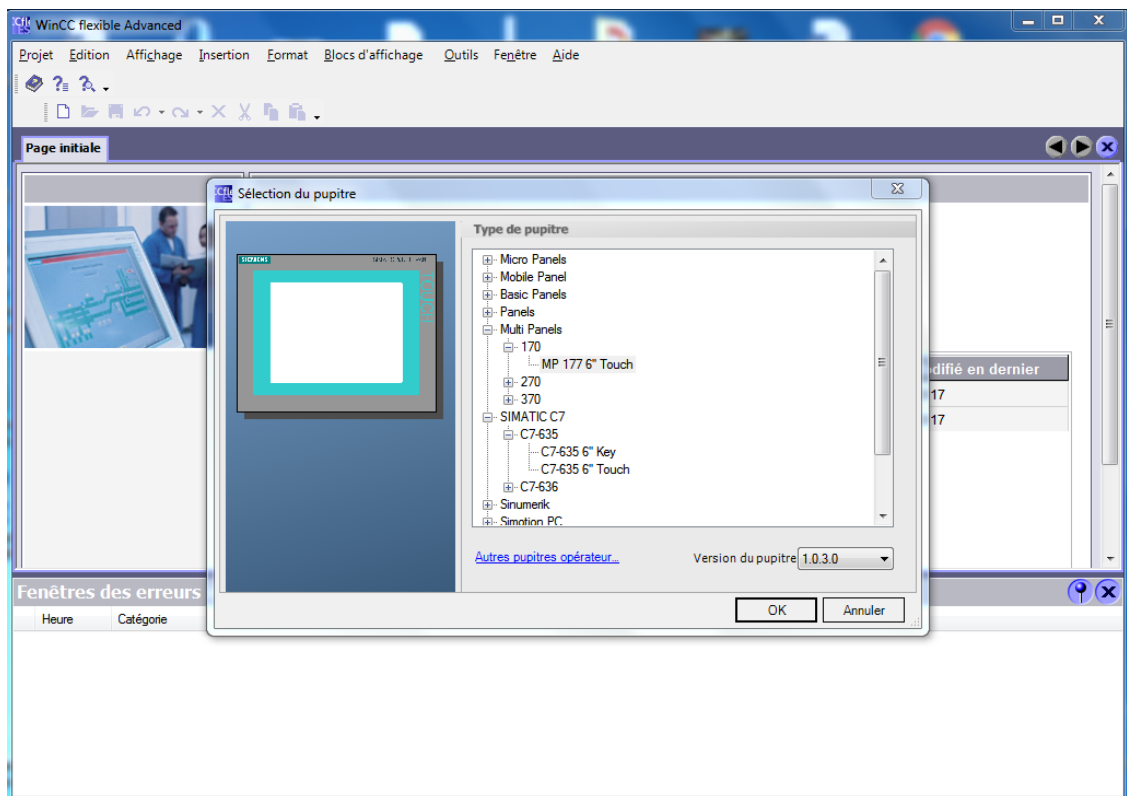 WinCC flexible Advanced
Projet Edition Affichage Insertion Format Blocs d'affichage Outils Fenêtre Aide
Page initiale
Sélection du pupitre
Type de pupitre
SIEMENS
TOUCH
Micro Panels
Mobile Panel
Basic Panels
Panels
Multi Panels
170
MP 177 6" Touch
270
370
SIMATIC C7
C7-635
C7-635 6" Key
C7-635 6" Touch
C7-636
Sinumerik
Simotion PC
difié en dernier
17
17
Autres pupitres opérateur...
Version du pupitre 1.0.3.0
OK Annuler
Fenêtres des erreurs
Heure Catégorie